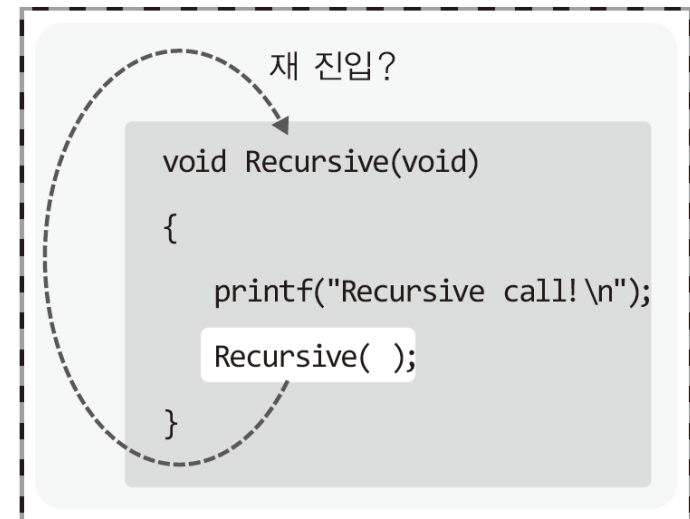 재 진입?
void Recursive(void)
{
printf("Recursive call!\n");
Recursive( );
}